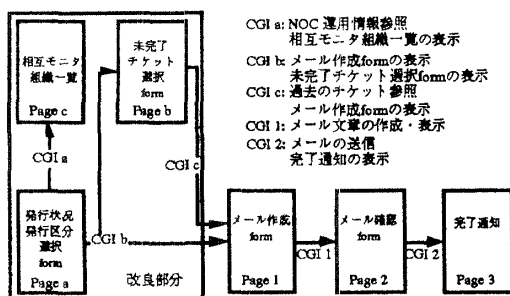 相互モニタ
組織一覧
Page c
未完了
チケット
選択
form
Page b
CGI a: NOC 運用情報参照
相互モニタ組織一覧の表示
CGI b: メール作成formの表示
未完了チケット選択formの表示
CGI c: 過去のチケット参照
メール作成formの表示
CGI 1: メール文章の作成・表示
CGI 2: メールの送信
完了通知の表示
CGI a
CGI c
発行状況
発行区分
選択
form
Page a
CGI b
改良部分
メール作成
form
Page 1
CGI 1
メール確認
form
Page 2
CGI 2
完了通知
Page 3